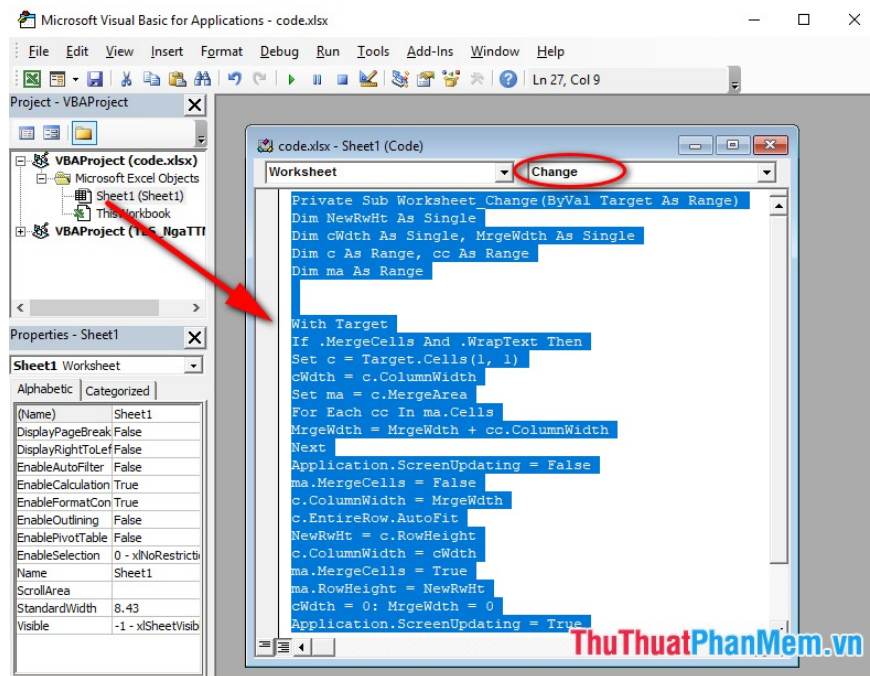 Microsoft Visual Basic for Applications - code.xlsx
File Edit View Insert Format Debug Run Tools Add-Ins Window Help
Ln 27, Col 9
Project - VBAProject
VBAProject (code.xlsx)
Microsoft Excel Objects
Sheet1 (Sheet1)
ThisWorkbook
VBAProject (TLS_NgaTT
Properties - Sheet1
Sheet1 Worksheet
Alphabetic Categorized
(Name) Sheet1
DisplayPageBreak False
DisplayRightToLef False
EnableAutoFilter False
EnableCalculation True
EnableFormatCon True
EnableOutlining False
EnablePivotTable False
EnableSelection 0 - xlNoRestricti
Name Sheet1
ScrollArea
StandardWidth 8.43
Visible -1 - xlSheetVisib
code.xlsx - Sheet1 (Code)
Worksheet Change
Private Sub Worksheet_Change(ByVal Target As Range)
Dim NewRwHt As Single
Dim cWdth As Single, MrgeWdth As Single
Dim c As Range, cc As Range
Dim ma As Range
With Target
If .MergeCells And .WrapText Then
Set c = Target.Cells(1, 1)
cWdth = c.ColumnWidth
Set ma = c.MergeArea
For Each cc In ma.Cells
MrgeWdth = MrgeWdth + cc.ColumnWidth
Next
Application.ScreenUpdating = False
ma.MergeCells = False
c.ColumnWidth = MrgeWdth
c.EntireRow.AutoFit
NewRwHt = c.RowHeight
c.ColumnWidth = cWdth
ma.MergeCells = True
ma.RowHeight = NewRwHt
cWdth = 0: MrgeWdth = 0
Application.ScreenUpdating = True
ThuThuatPhanMem.vn